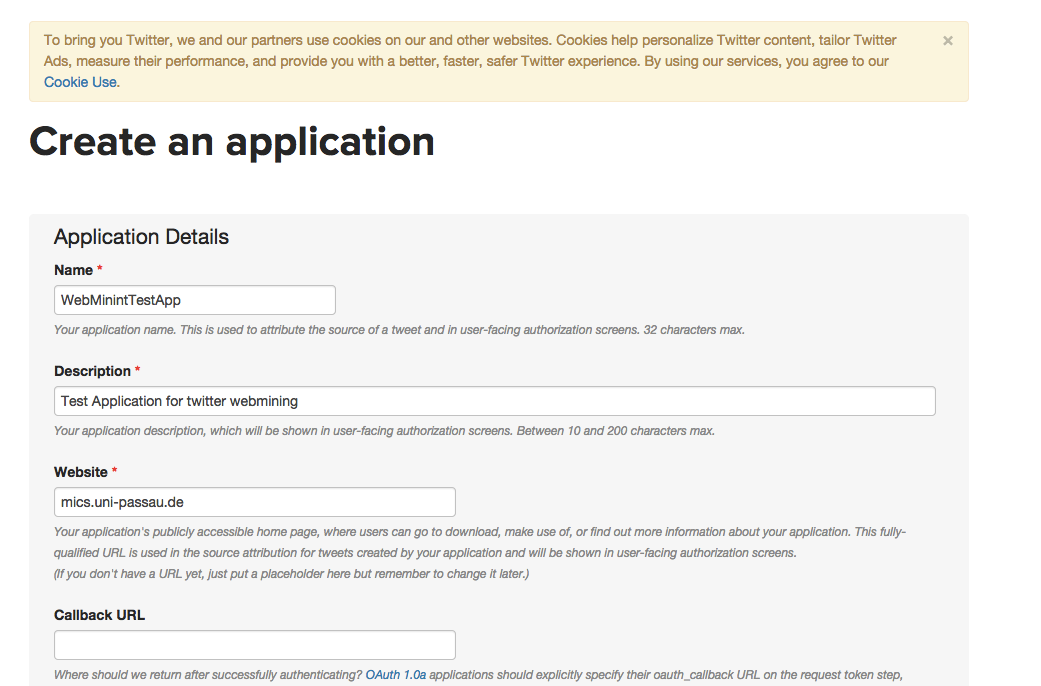 To bring you Twitter, we and our partners use cookies on our and other websites. Cookies help personalize Twitter content, tailor Twitter
Ads, measure their performance, and provide you with a better, faster, safer Twitter experience. By using our services, you agree to our
Cookie Use.
×
Create an application
Application Details
Name *
WebMinintTestApp
Your application name. This is used to attribute the source of a tweet and in user-facing authorization screens. 32 characters max.
Description *
Test Application for twitter webmining
Your application description, which will be shown in user-facing authorization screens. Between 10 and 200 characters max.
Website *
mics.uni-passau.de
Your application's publicly accessible home page, where users can go to download, make use of, or find out more information about your application. This fully-
qualified URL is used in the source attribution for tweets created by your application and will be shown in user-facing authorization screens.
(If you don't have a URL yet, just put a placeholder here but remember to change it later.)
Callback URL
Where should we return after successfully authenticating? OAuth 1.0a applications should explicitly specify their oauth_callback URL on the request token step,